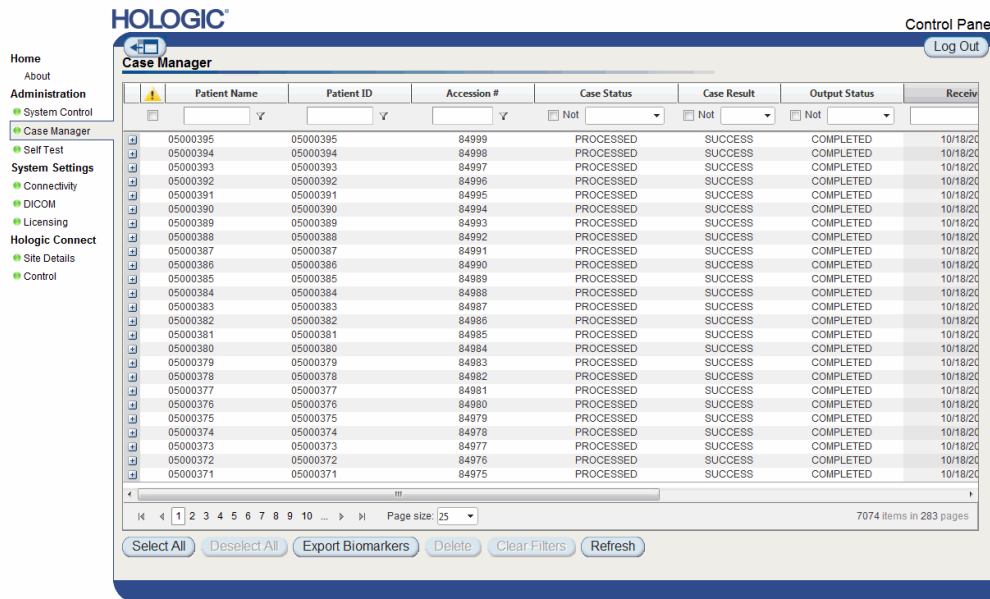 HOLOGIC®
Control Pane
Log Out
Home
About
Administration
System Control
Case Manager
Self Test
System Settings
Connectivity
DICOM
Licensing
Hologic Connect
Site Details
Control
Case Manager
Patient Name Patient ID Accession # Case Status Case Result Output Status Receiv
Not Not Not
05000395 05000395 84999 PROCESSED SUCCESS COMPLETED 10/18/20
05000394 05000394 84998 PROCESSED SUCCESS COMPLETED 10/18/20
05000393 05000393 84997 PROCESSED SUCCESS COMPLETED 10/18/20
05000392 05000392 84996 PROCESSED SUCCESS COMPLETED 10/18/20
05000391 05000391 84995 PROCESSED SUCCESS COMPLETED 10/18/20
05000390 05000390 84994 PROCESSED SUCCESS COMPLETED 10/18/20
05000389 05000389 84993 PROCESSED SUCCESS COMPLETED 10/18/20
05000388 05000388 84992 PROCESSED SUCCESS COMPLETED 10/18/20
05000387 05000387 84991 PROCESSED SUCCESS COMPLETED 10/18/20
05000386 05000386 84990 PROCESSED SUCCESS COMPLETED 10/18/20
05000385 05000385 84989 PROCESSED SUCCESS COMPLETED 10/18/20
05000384 05000384 84988 PROCESSED SUCCESS COMPLETED 10/18/20
05000383 05000383 84987 PROCESSED SUCCESS COMPLETED 10/18/20
05000382 05000382 84986 PROCESSED SUCCESS COMPLETED 10/18/20
05000381 05000381 84985 PROCESSED SUCCESS COMPLETED 10/18/20
05000380 05000380 84984 PROCESSED SUCCESS COMPLETED 10/18/20
05000379 05000379 84983 PROCESSED SUCCESS COMPLETED 10/18/20
05000378 05000378 84982 PROCESSED SUCCESS COMPLETED 10/18/20
05000377 05000377 84981 PROCESSED SUCCESS COMPLETED 10/18/20
05000376 05000376 84980 PROCESSED SUCCESS COMPLETED 10/18/20
05000375 05000375 84979 PROCESSED SUCCESS COMPLETED 10/18/20
05000374 05000374 84978 PROCESSED SUCCESS COMPLETED 10/18/20
05000373 05000373 84977 PROCESSED SUCCESS COMPLETED 10/18/20
05000372 05000372 84976 PROCESSED SUCCESS COMPLETED 10/18/20
05000371 05000371 84975 PROCESSED SUCCESS COMPLETED 10/18/20
1 2 3 4 5 6 7 8 9 10 ... Page size: 25 7074 items in 283 pages
Select All Deselect All Export Biomarkers Delete Clear Filters Refresh